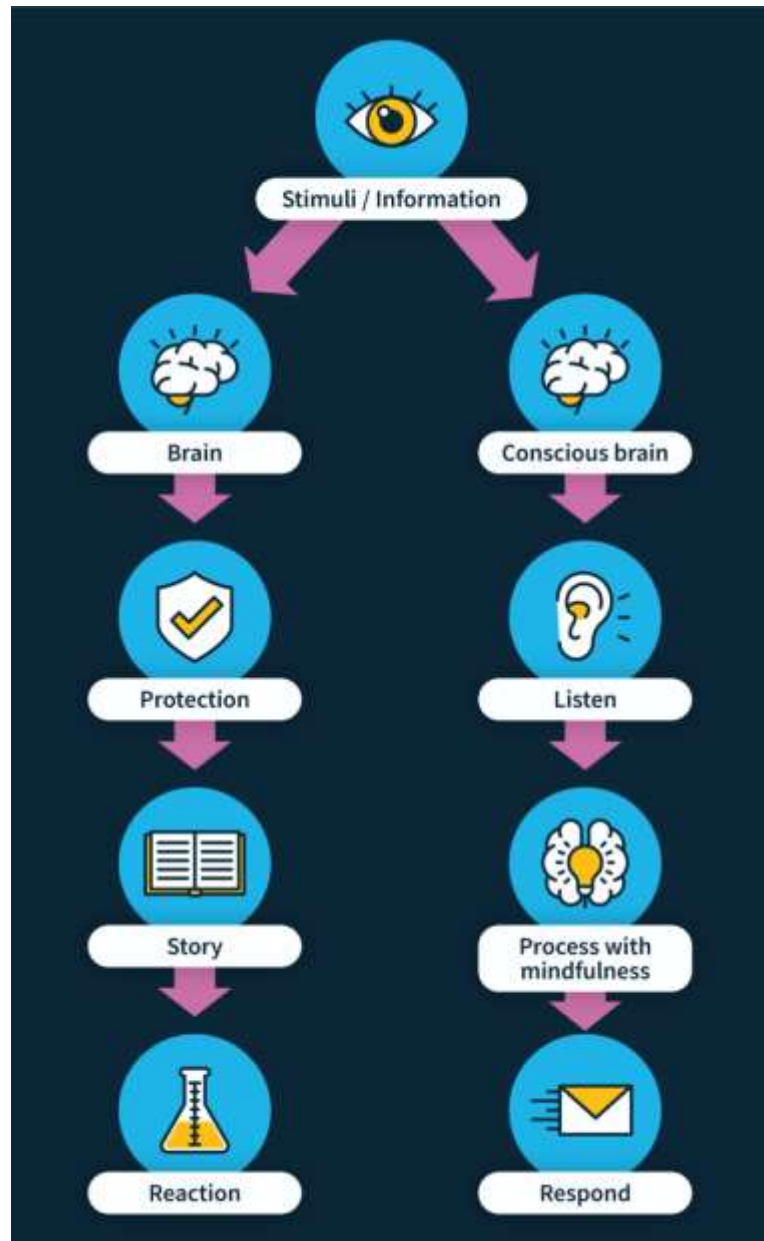 Stimuli / Information
Brain
Conscious brain
Protection
Listen
Story
Process with
mindfulness
Reaction
Respond